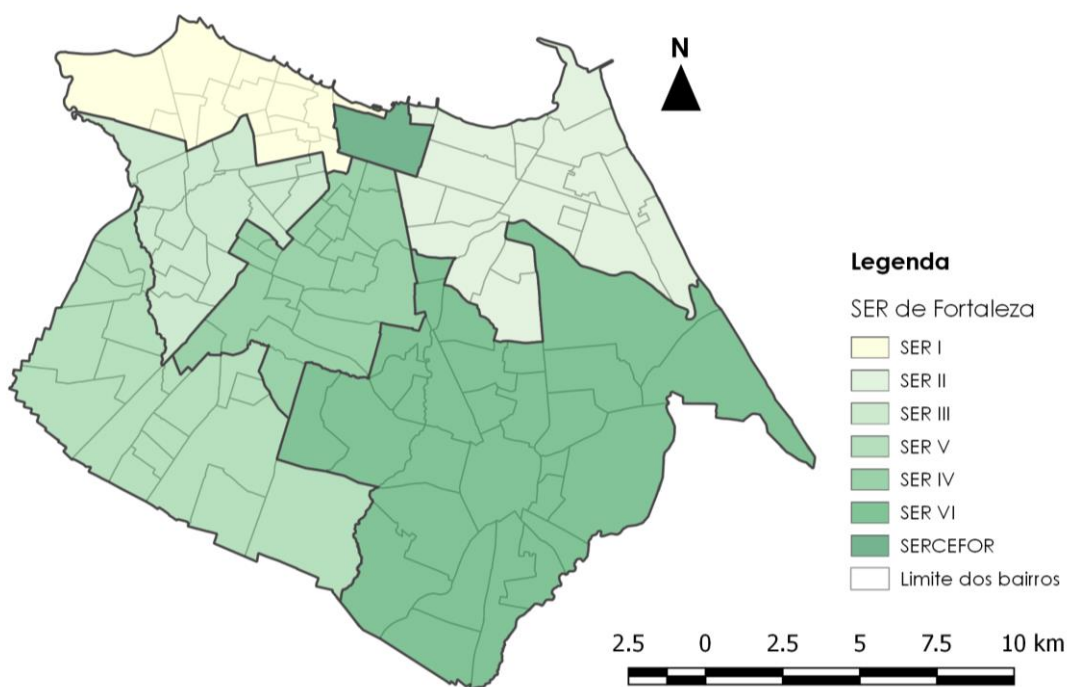 N
Legenda
SER de Fortaleza
SER I
SER II
SER III
SER V
SER IV
SER VI
SERCEFOR
Limite dos bairros
2.5 0 2.5 5 7.5 10 km